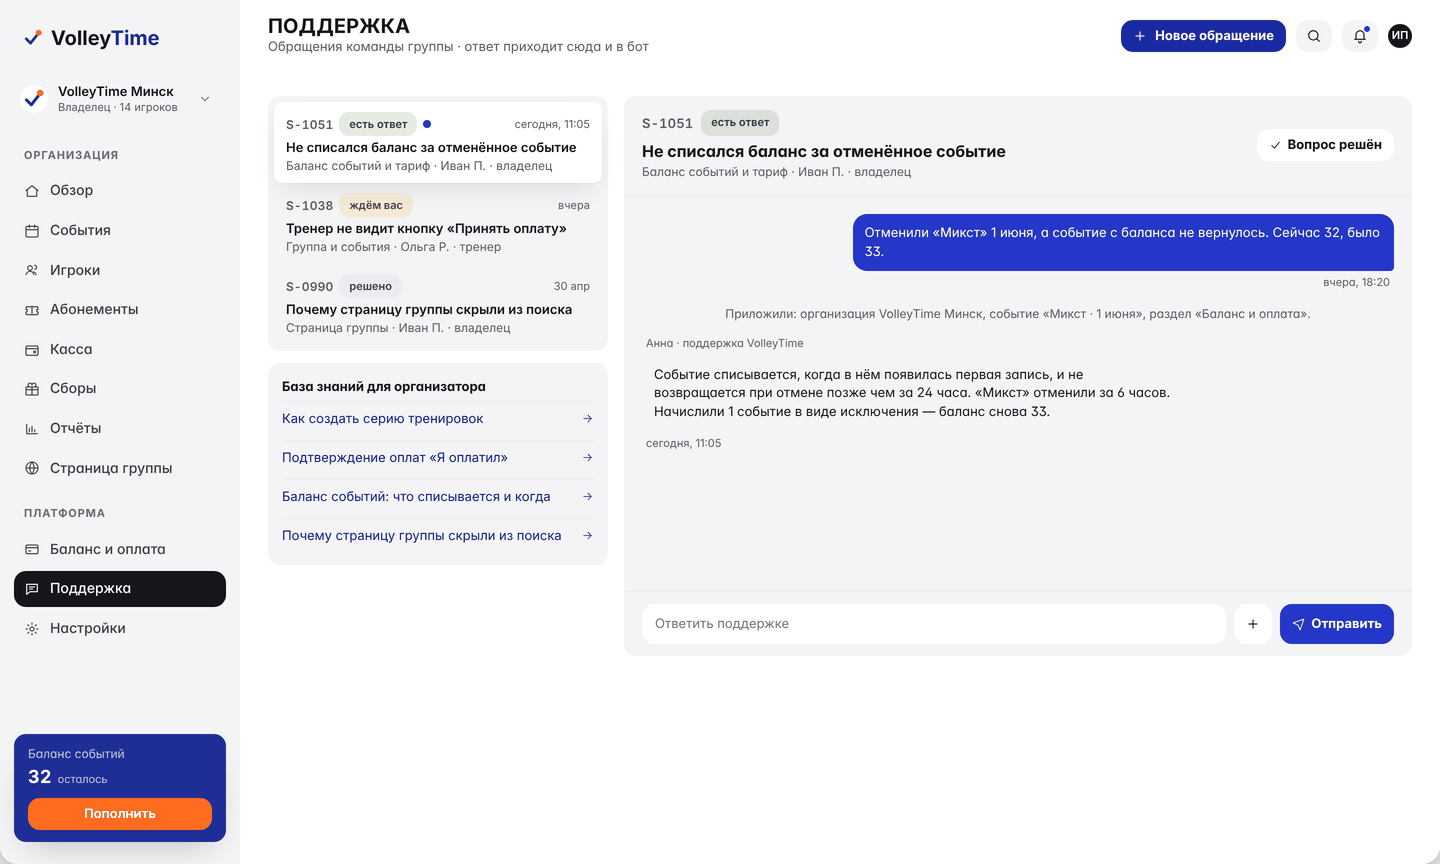 VolleyTime
VolleyTime Минск
Владелец · 14 игроков
ОРГАНИЗАЦИЯ
Обзор
События
Игроки
Абонементы
Касса
Сборы
Отчёты
Страница группы
ПЛАТФОРМА
Баланс и оплата
Поддержка
Настройки
Баланс событий
32 осталось
Пополнить
ПОДДЕРЖКА
Обращения команды группы · ответ приходит сюда и в бот
Новое обращение
ИП
S-1051 есть ответ сегодня, 11:05
Не списался баланс за отменённое событие
Баланс событий и тариф · Иван П. · владелец
S-1038 ждём вас вчера
Тренер не видит кнопку «Принять оплату»
Группа и события · Ольга Р. · тренер
S-0990 решено 30 апр
Почему страницу группы скрыли из поиска
Страница группы · Иван П. · владелец
База знаний для организатора
Как создать серию тренировок →
Подтверждение оплат «Я оплатил» →
Баланс событий: что списывается и когда →
Почему страницу группы скрыли из поиска →
S-1051 есть ответ
Не списался баланс за отменённое событие
Баланс событий и тариф · Иван П. · владелец
Вопрос решён
Отменили «Микст» 1 июня, а событие с баланса не вернулось. Сейчас 32, было
33.
вчера, 18:20
Приложили: организация VolleyTime Минск, событие «Микст · 1 июня», раздел «Баланс и оплата».
Анна · поддержка VolleyTime
Событие списывается, когда в нём появилась первая запись, и не
возвращается при отмене позже чем за 24 часа. «Микст» отменили за 6 часов.
Начислили 1 событие в виде исключения — баланс снова 33.
сегодня, 11:05
Ответить поддержке
Отправить